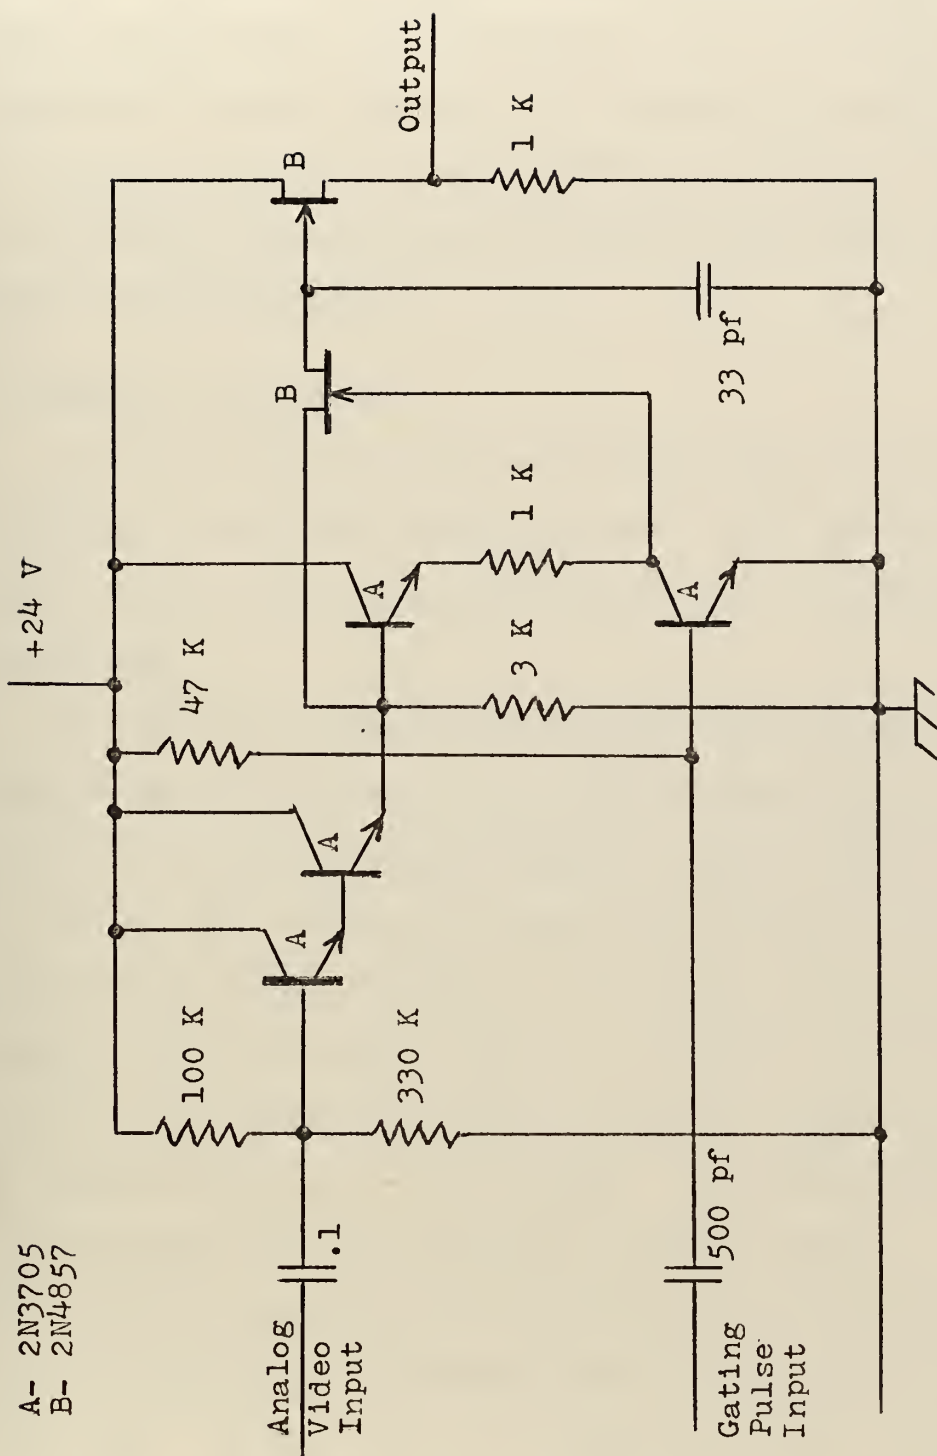 A- 2N3705
B- 2N4857
+24 V
100 K
47 K
A
A
A
A
B
B
Output
1 K
1 K
3 K
330 K
33 pf
.1
500 pf
Analog
Video
Input
Gating
Pulse
Input